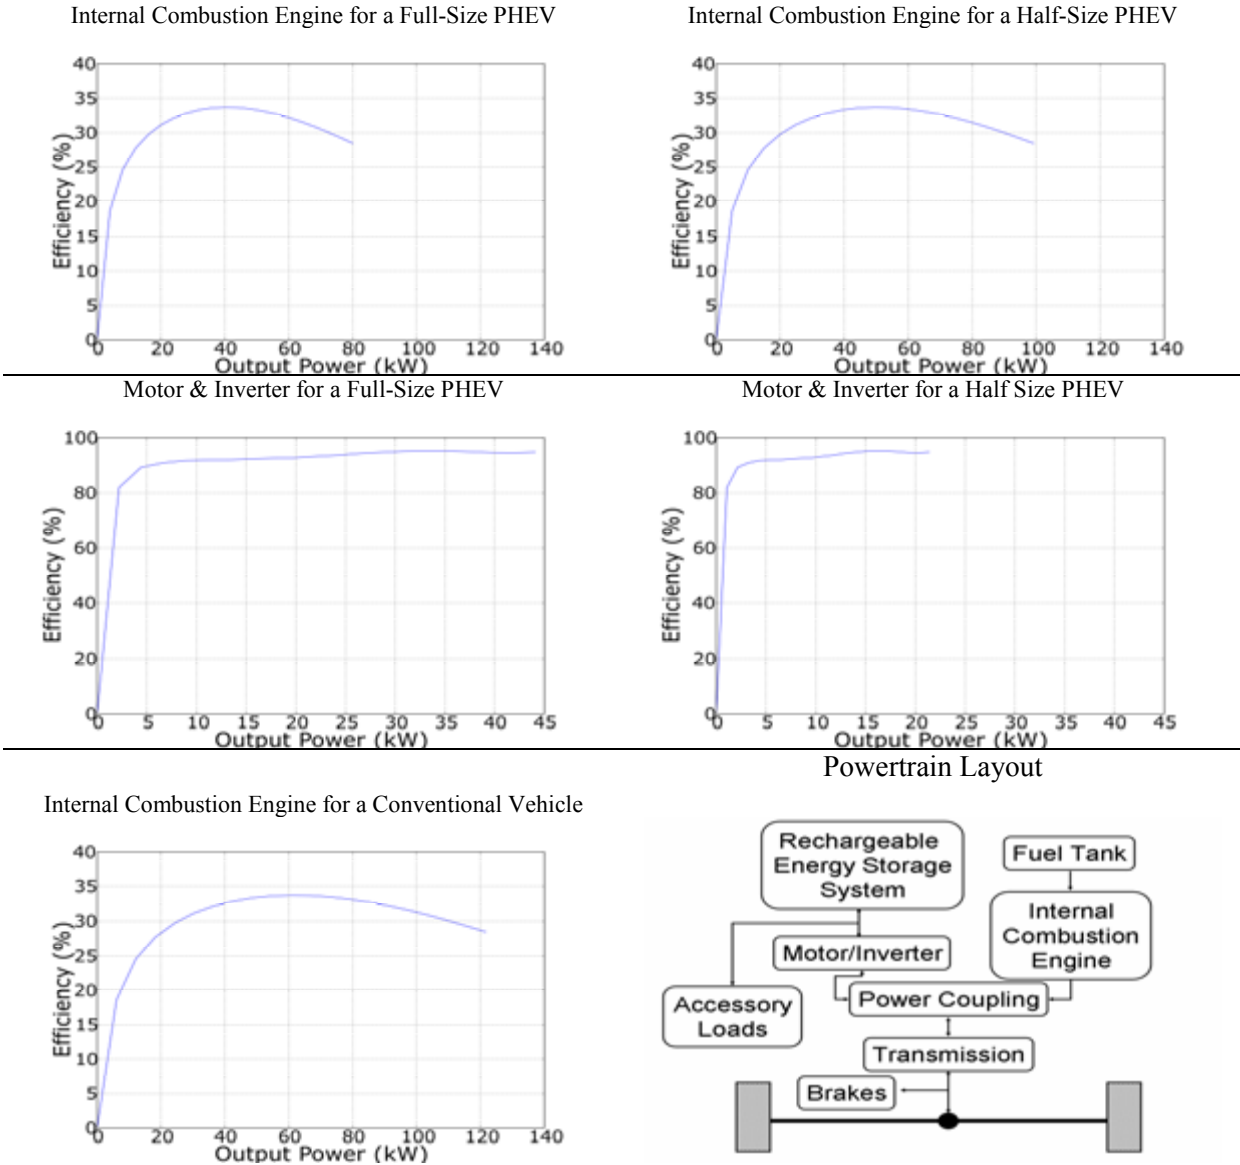 Internal Combustion Engine for a Full-Size PHEV
40
35
30
25
20
15
10
5
0
Efficiency (%)
0 20 40 60 80 100 120 140
Output Power (kW)
Internal Combustion Engine for a Half-Size PHEV
40
35
30
25
20
15
10
5
0
Efficiency (%)
0 20 40 60 80 100 120 140
Output Power (kW)
Motor & Inverter for a Full-Size PHEV
100
80
60
40
20
0
Efficiency (%)
0 5 10 15 20 25 30 35 40 45
Output Power (kW)
Motor & Inverter for a Half Size PHEV
100
80
60
40
20
0
Efficiency (%)
0 5 10 15 20 25 30 35 40 45
Output Power (kW)
Internal Combustion Engine for a Conventional Vehicle
40
35
30
25
20
15
10
5
0
Efficiency (%)
0 20 40 60 80 100 120 140
Output Power (kW)
Powertrain Layout
Rechargeable
Energy Storage
System
Fuel Tank
Internal
Combustion
Engine
Motor/Inverter
Accessory
Loads
Power Coupling
Transmission
Brakes